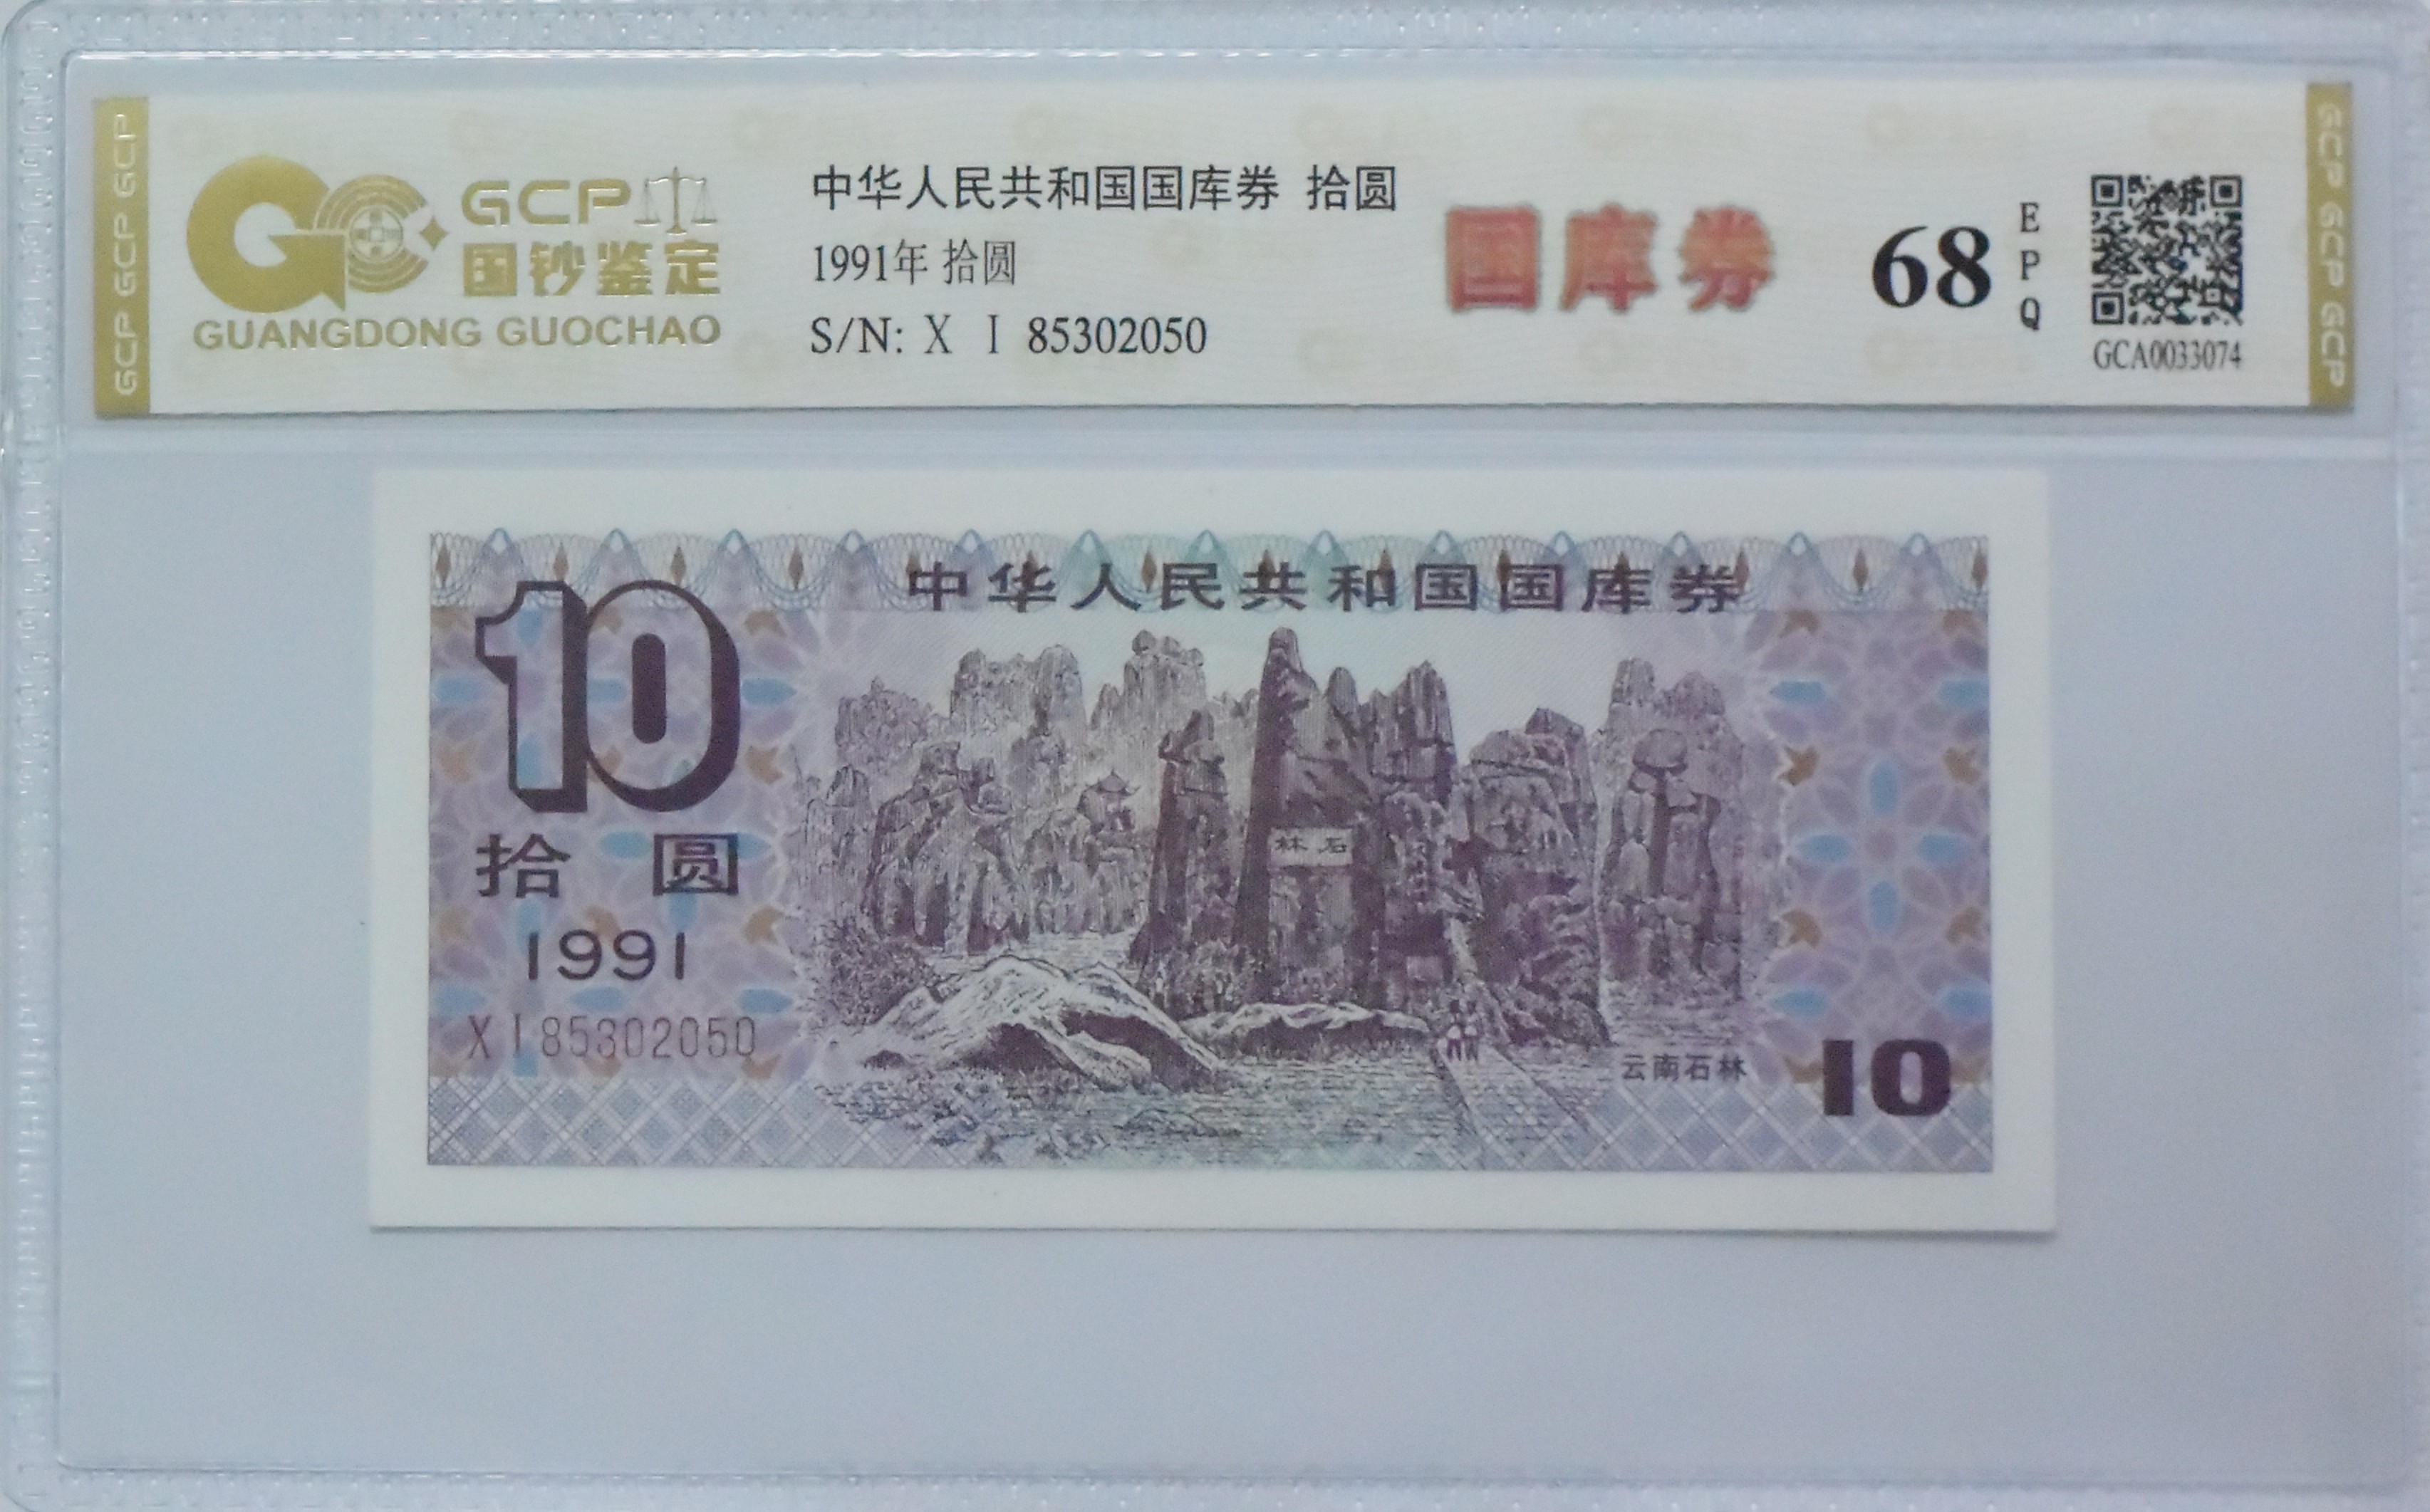 GCP GCP GCP
GCP
国钞鉴定
GUANGDONG GUOCHAO
中华人民共和国国库券 拾圆
1991年 拾圆
S/N: X I 85302050
国库券
68
EPQ
GCA0033074
GCP GCP GCP
中华人民共和国国库券
10
拾圆
1991
X I 85302050
林石
云南石林
10